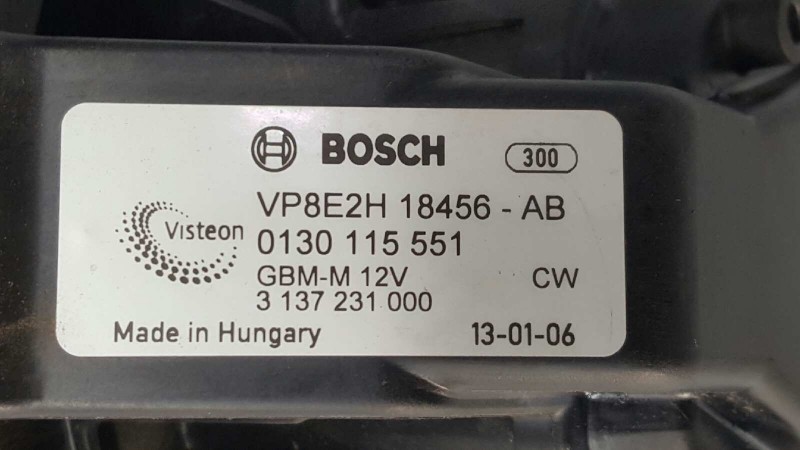 BOSCH 300
VP8E2H 18456 - AB
Visteon
0130 115 551
GBM-M 12V CW
3 137 231 000
Made in Hungary 13-01-06